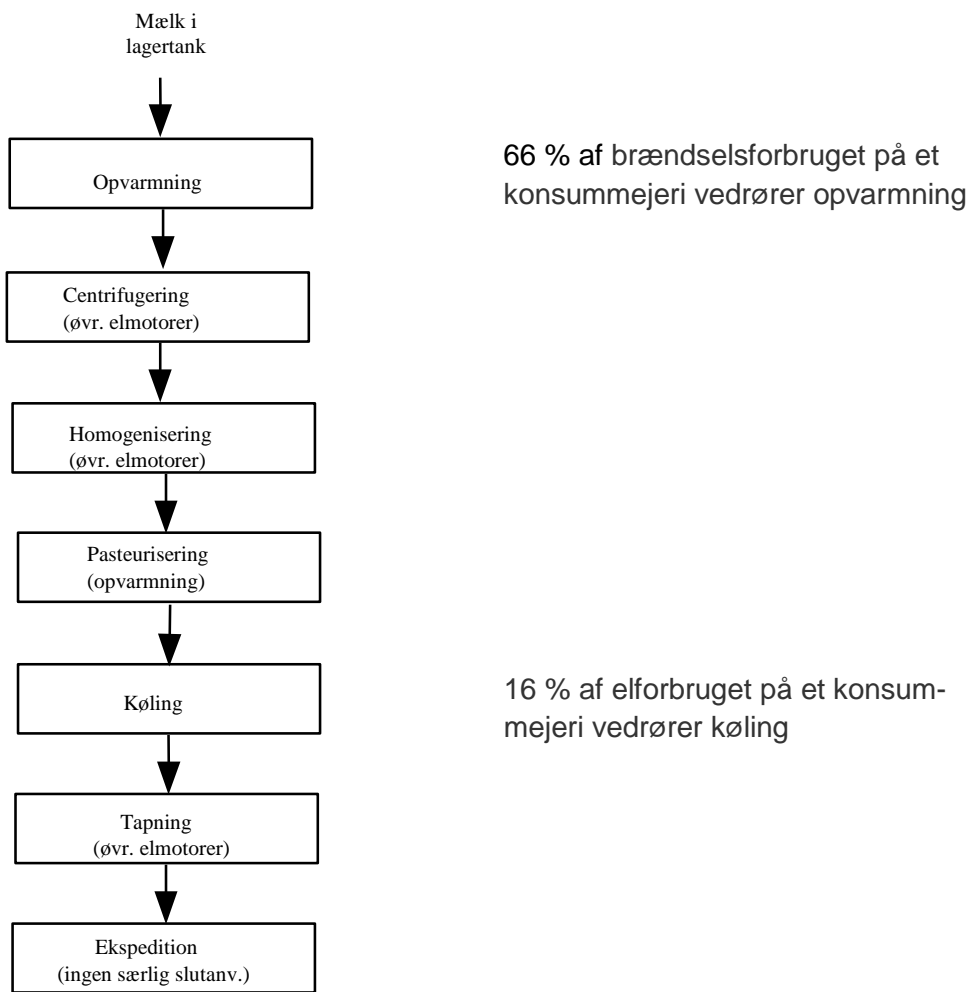 Mælk i
lagertank
Opvarmning
66 % af brændselsforbruget på et
konsummejeri vedrører opvarmning
Centrifugering
(øvr. elmotorer)
Homogenisering
(øvr. elmotorer)
Pasteurisering
(opvarmning)
Køling
16 % af elforbruget på et konsum-
mejeri vedrører køling
Tapning
(øvr. elmotorer)
Ekspedition
(ingen særlig slutanv.)